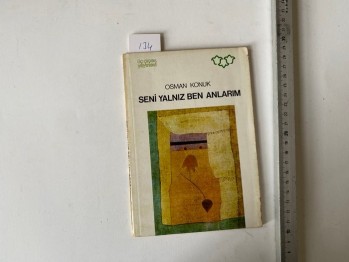 134
OSMAN KONUK
SENİ YALNIZ BEN ANLARIM